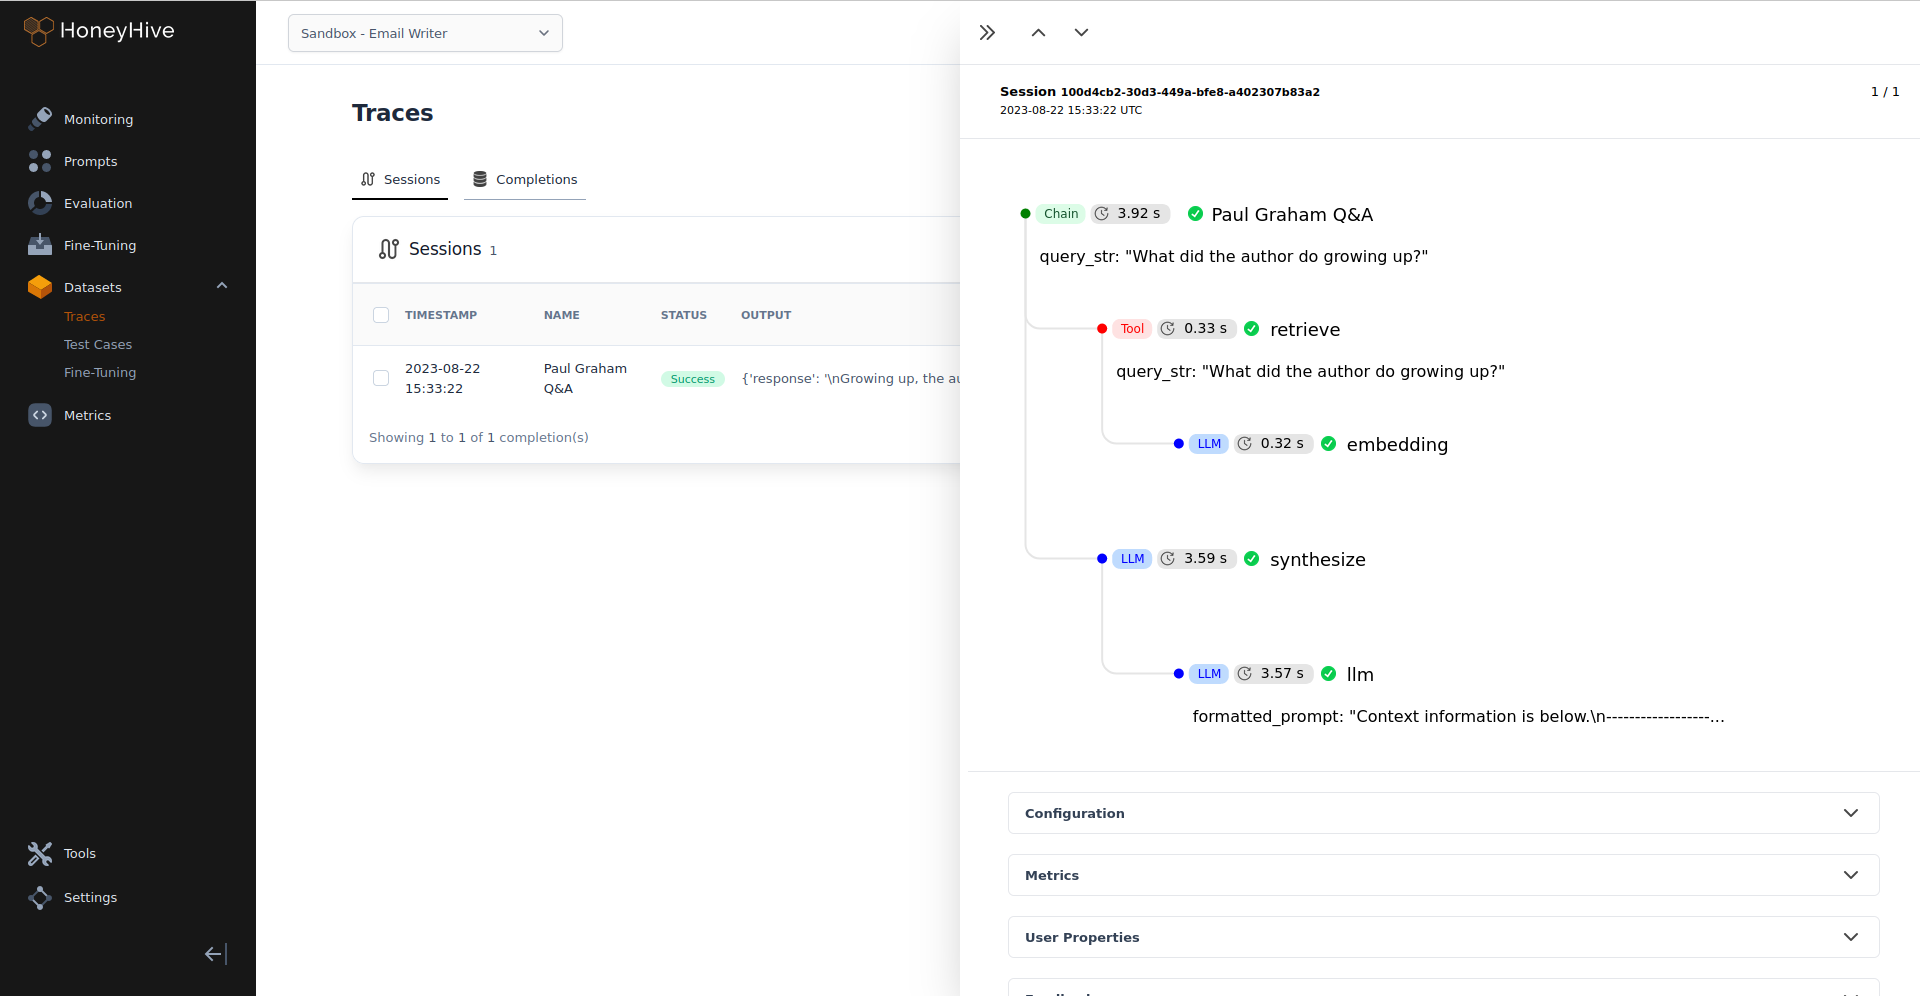 HoneyHive
Monitoring
Prompts
Evaluation
Fine-Tuning
Datasets
Traces
Test Cases
Fine-Tuning
Metrics
Tools
Settings
Sandbox - Email Writer
Traces
Sessions
Completions
Sessions 1
TIMESTAMP NAME STATUS OUTPUT
2023-08-22 15:33:22
Paul Graham Q&A
Success
{'response': '\nGrowing up, the au
Showing 1 to 1 of 1 completion(s)
Session 100d4cb2-30d3-449a-bfe8-a402307b83a2
1 / 1
2023-08-22 15:33:22 UTC
Chain 3.92 s Paul Graham Q&A
query_str: "What did the author do growing up?"
Tool 0.33 s retrieve
query_str: "What did the author do growing up?"
LLM 0.32 s embedding
LLM 3.59 s synthesize
LLM 3.57 s llm
formatted_prompt: "Context information is below.\n------------------...
Configuration
Metrics
User Properties